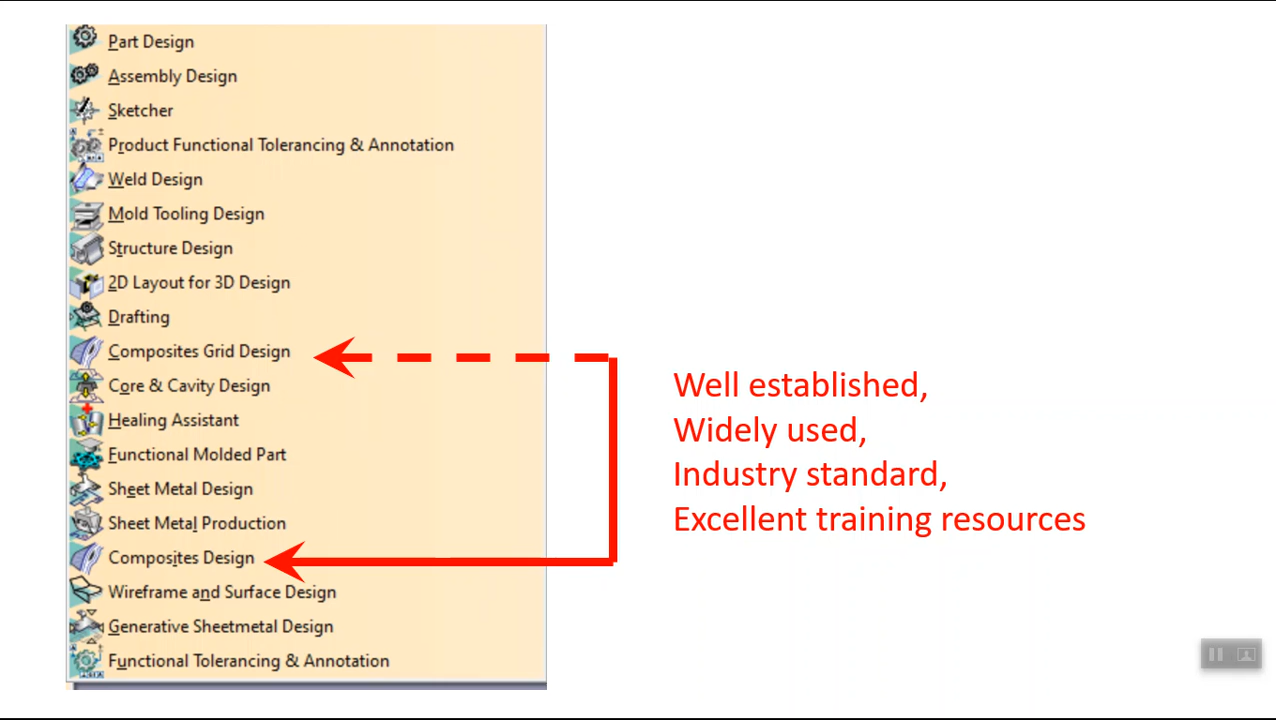 Part Design
Assembly Design
Sketcher
Product Functional Tolerancing & Annotation
Weld Design
Mold Tooling Design
Structure Design
2D Layout for 3D Design
Drafting
Composites Grid Design
Core & Cavity Design
Healing Assistant
Functional Molded Part
Sheet Metal Design
Sheet Metal Production
Composites Design
Wireframe and Surface Design
Generative Sheetmetal Design
Functional Tolerancing & Annotation
Well established,
Widely used,
Industry standard,
Excellent training resources